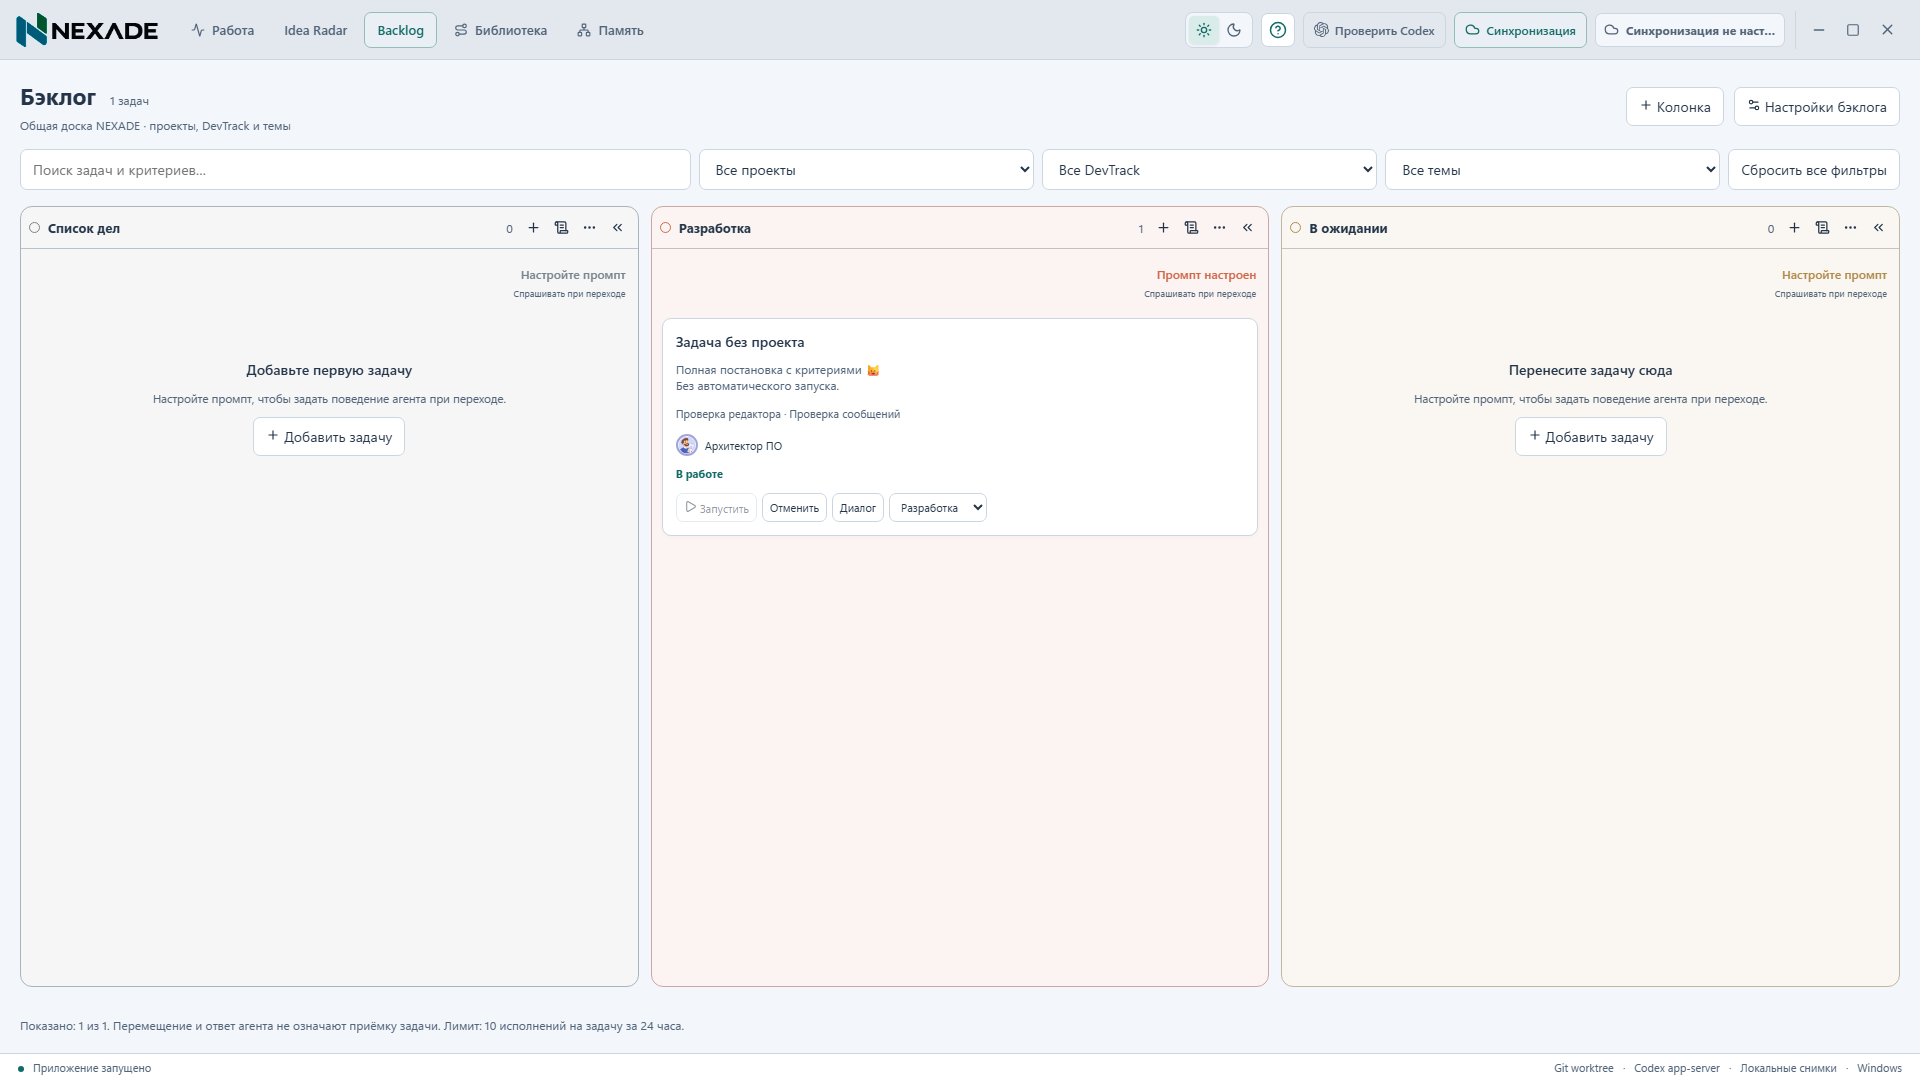 NEXADE
Работа
Idea Radar
Backlog
Библиотека
Память
Проверить Codex
Синхронизация
Синхронизация не наст...
Бэклог
1 задач
Общая доска NEXADE · проекты, DevTrack и темы
+ Колонка
Настройки бэклога
Поиск задач и критериев...
Все проекты
Все DevTrack
Все темы
Сбросить все фильтры
Список дел
0
Настройте промпт
Спрашивать при переходе
Добавьте первую задачу
Настройте промпт, чтобы задать поведение агента при переходе.
+ Добавить задачу
Разработка
1
Промпт настроен
Спрашивать при переходе
Задача без проекта
Полная постановка с критериями 😼
Без автоматического запуска.
Проверка редактора · Проверка сообщений
Архитектор ПО
В работе
Запустить
Отменить
Диалог
Разработка
В ожидании
0
Настройте промпт
Спрашивать при переходе
Перенесите задачу сюда
Настройте промпт, чтобы задать поведение агента при переходе.
+ Добавить задачу
Показано: 1 из 1. Перемещение и ответ агента не означают приёмку задачи. Лимит: 10 исполнений на задачу за 24 часа.
Приложение запущено
Git worktree · Codex app-server · Локальные снимки · Windows